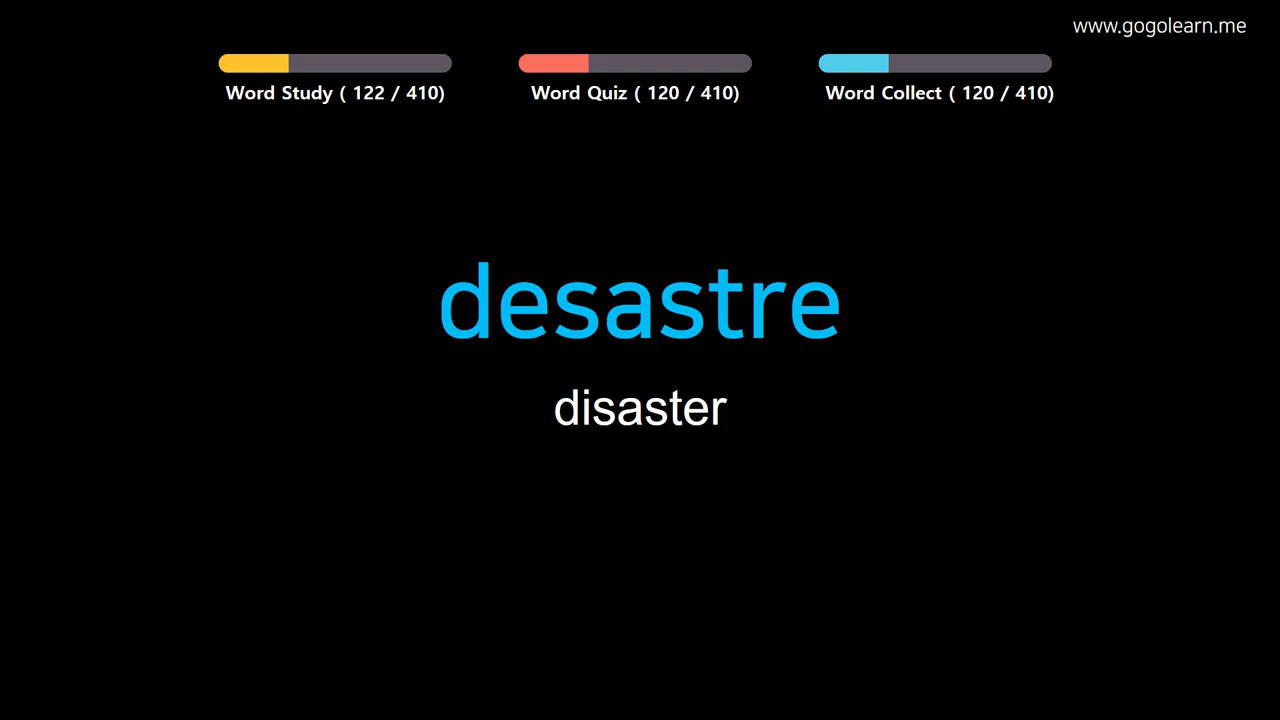 www.gogolearn.me
Word Study ( 122 / 410)
Word Quiz ( 120 / 410)
Word Collect ( 120 / 410)
desastre
disaster